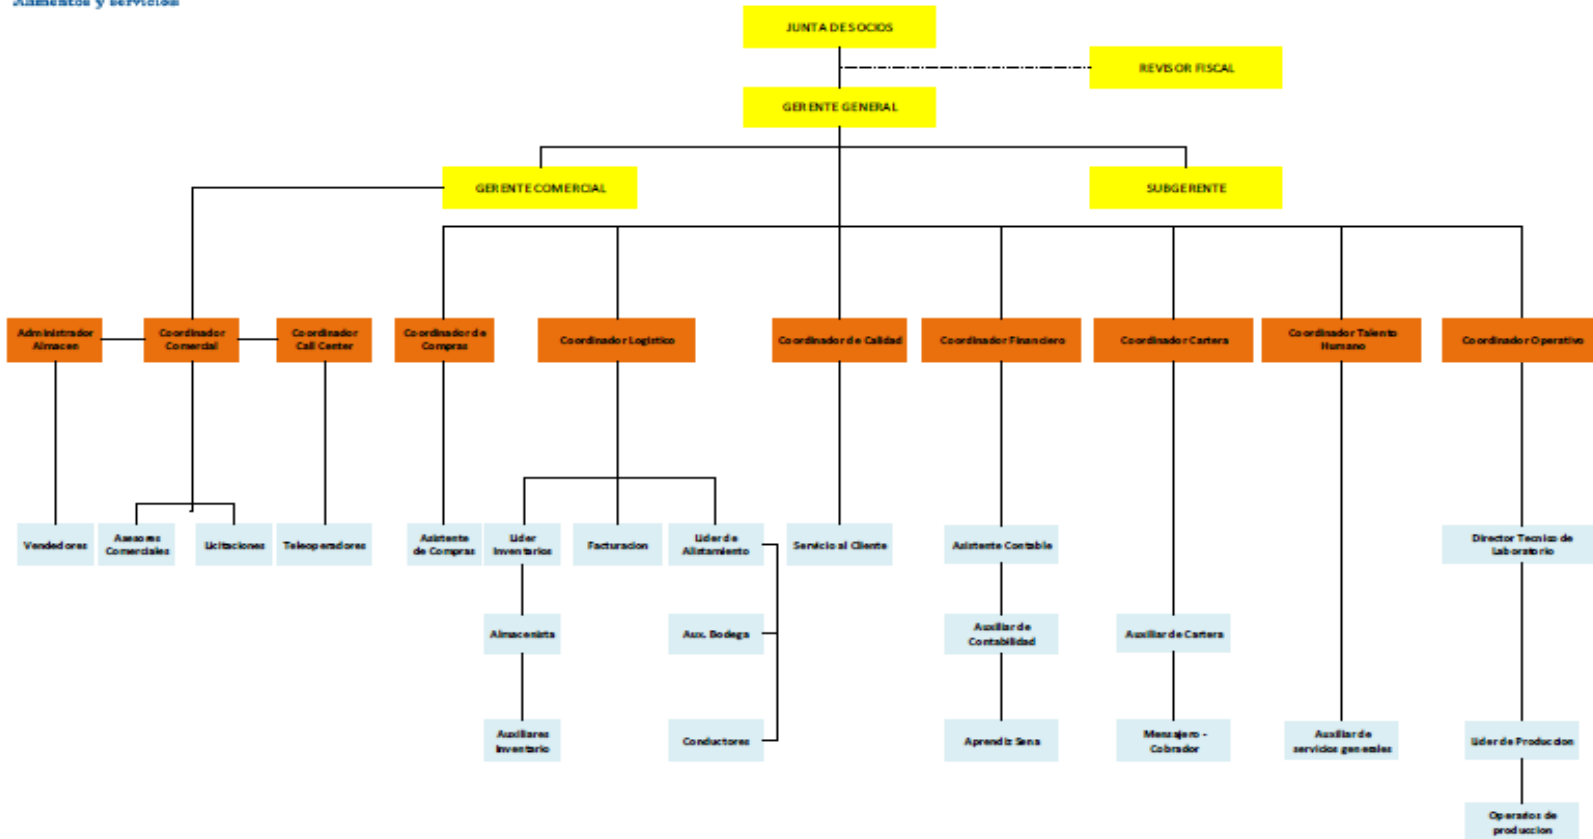 Alimentos y servicios
JUNTA DE SOCIOS
REVISOR FISCAL
GERENTE GENERAL
GERENTE COMERCIAL
SUBGERENTE
Administrador
Almacen
Coordinador
Comercial
Coordinador
Call Center
Coordinador de
Compras
Coordinador Logistico
Coordinador de Calidad
Coordinador Financiero
Coordinador Cartera
Coordinador Talento
Humano
Coordinador Operativo
Vendedores
Asesores
Comerciales
Licitaciones
Teleoperadores
Asistente
de Compras
Lider
Inventarios
Facturacion
Lider de
Alistamiento
Servicio al Cliente
Asistente Contable
Director Tecnico de
Laboratorio
Almacenista
Aux. Bodega
Auxiliar de
Contabilidad
Auxiliar de Cartera
Auxiliares
Inventario
Conductores
Aprendiz Sena
Mensajero -
Cobrador
Auxiliar de
servicios generales
Lider de Produccion
Operarios de
produccion